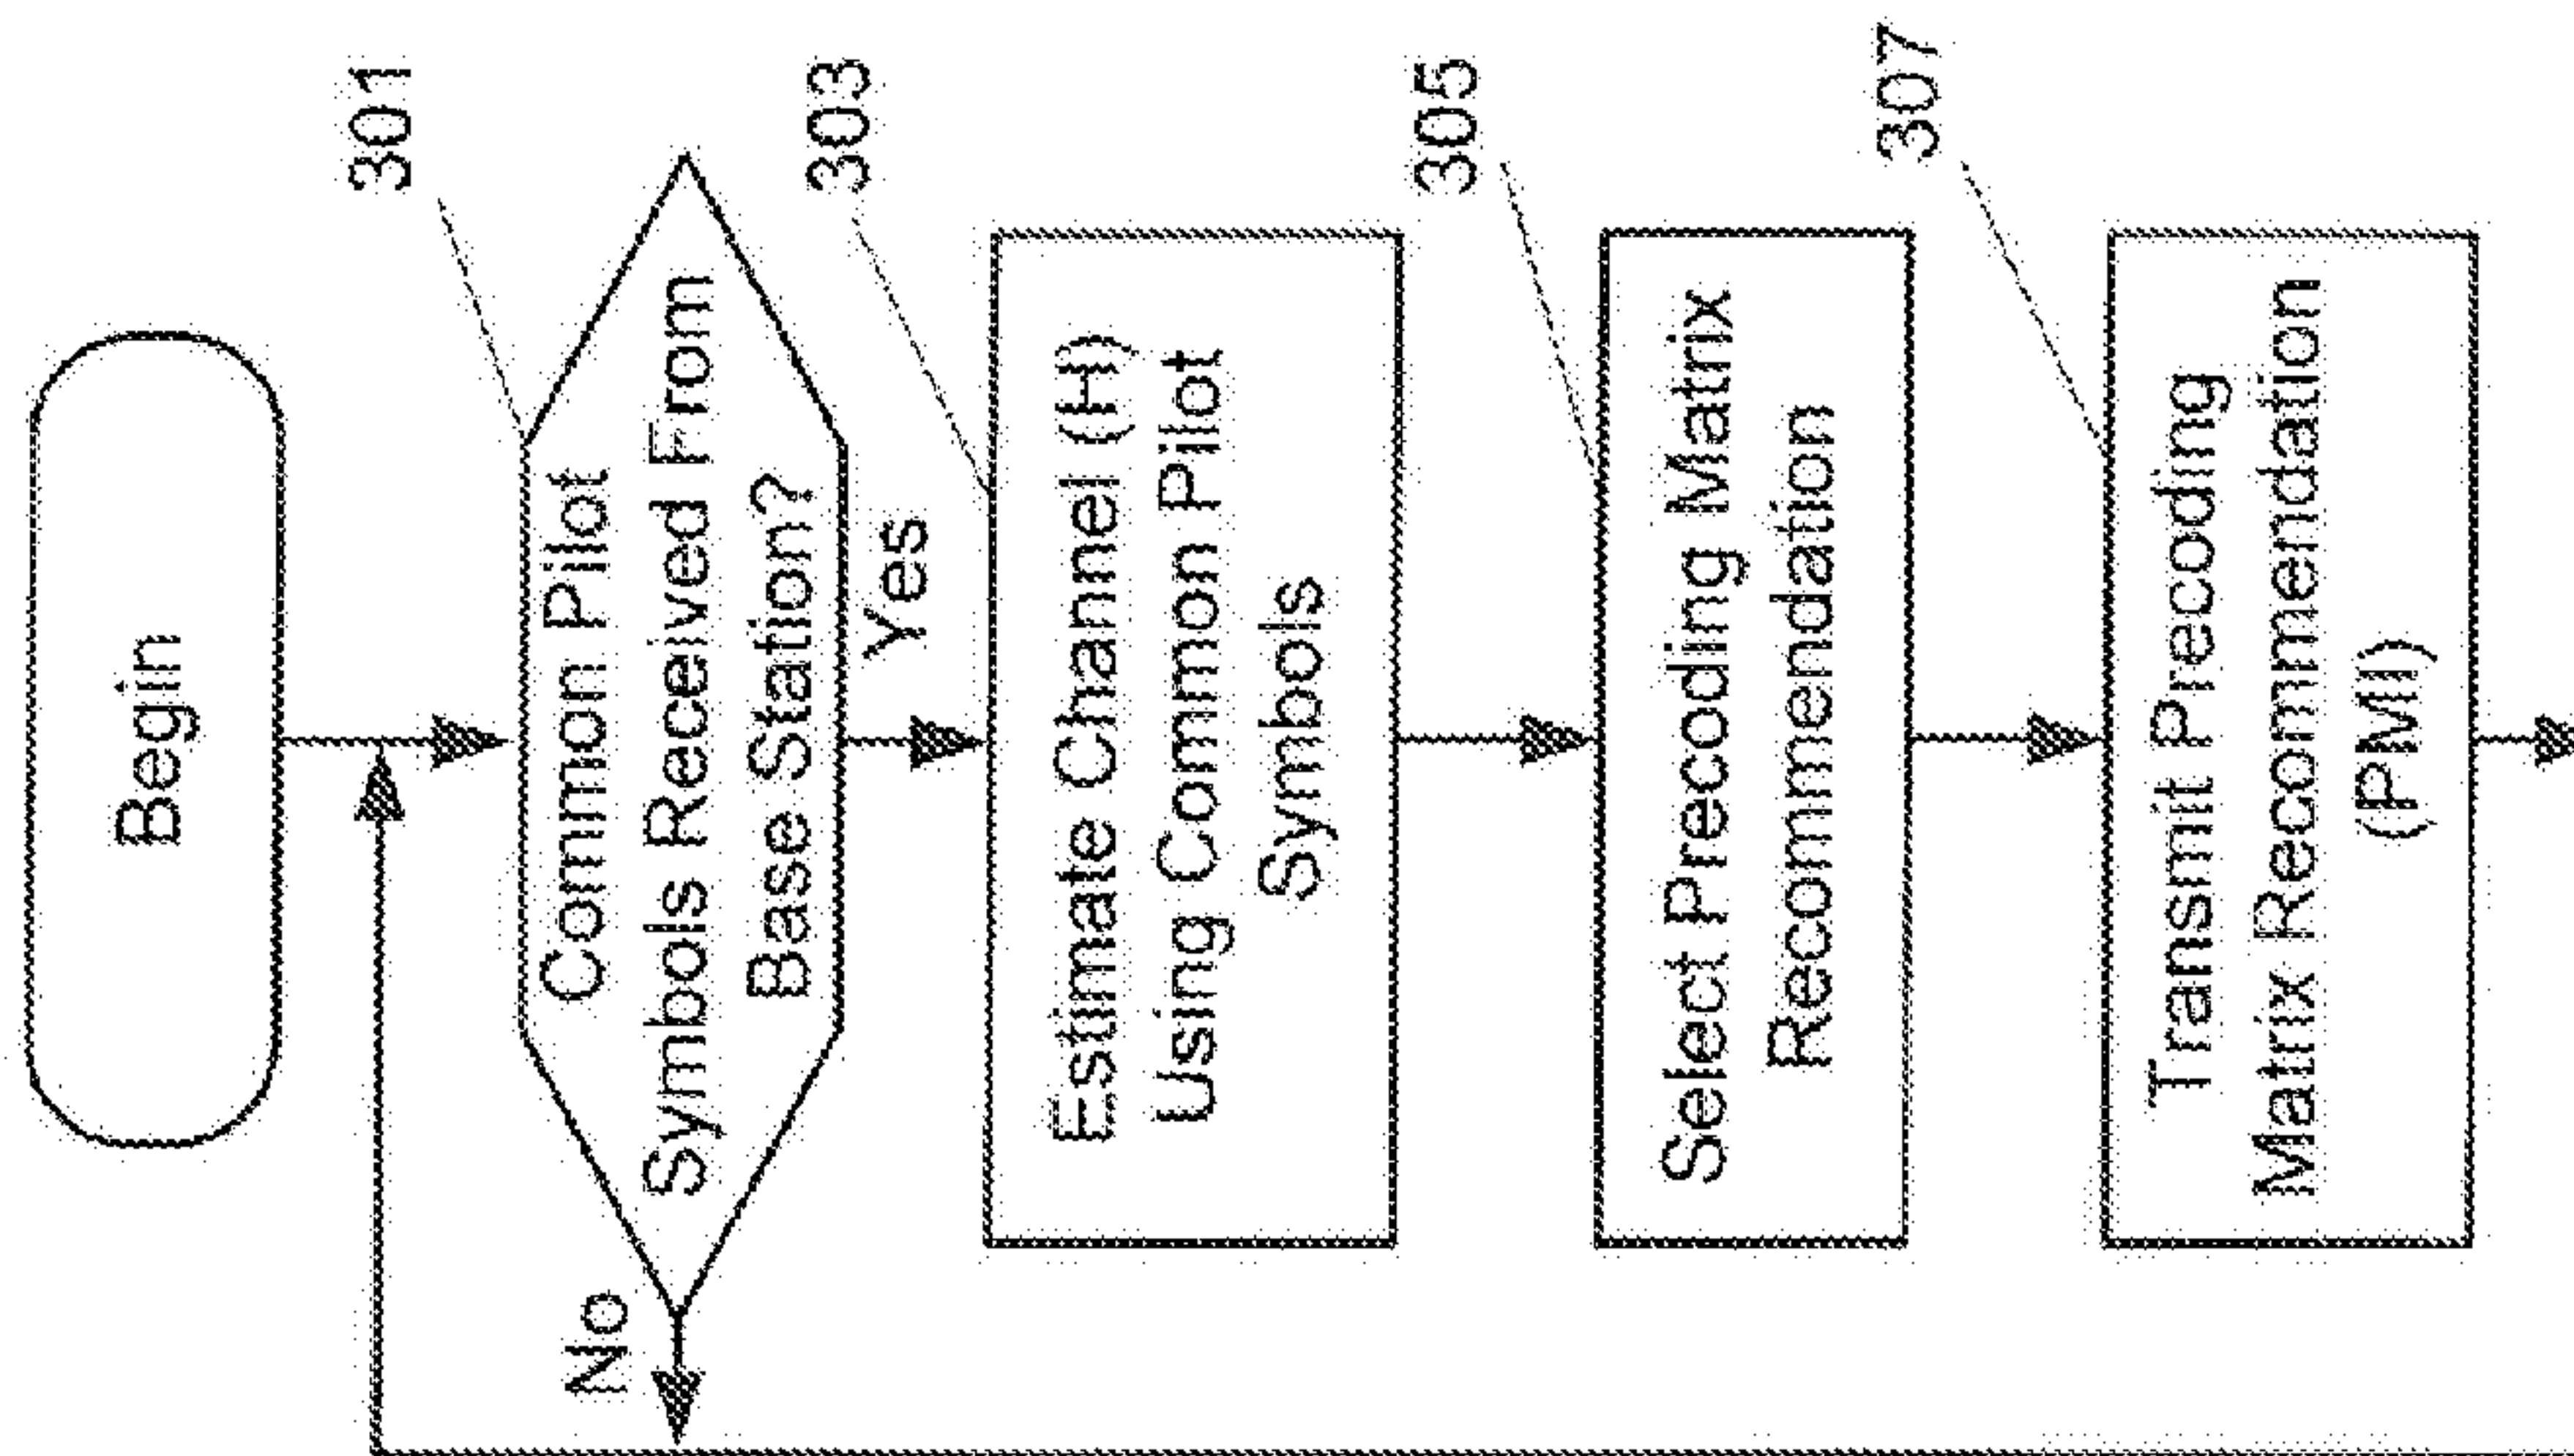 Begin
301
Common Pilot
Symbols Received From
Base Station?
No
Yes
303
Estimate Channel (H)
Using Common Pilot
Symbols
305
Select Precoding Matrix
Recommendation
307
Transmit Precoding
Matrix Recommendation
(PMI)